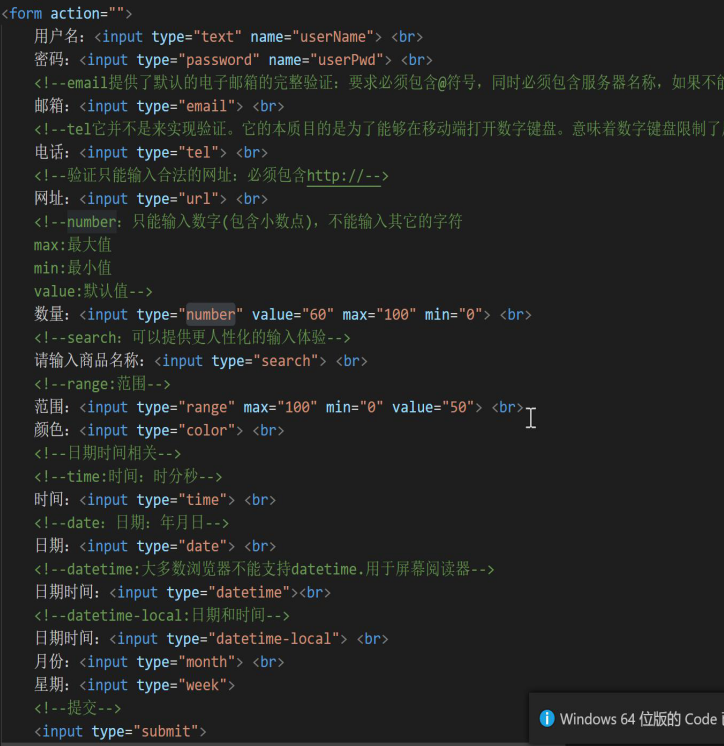 <form action="">
用户名：<input type="text" name="userName"> <br>
密码：<input type="password" name="userPwd"> <br>
<!--email提供了默认的电子邮箱的完整验证：要求必须包含@符号，同时必须包含服务器名称，如果不能
邮箱：<input type="email"> <br>
<!--tel它并不是来实现验证。它的本质目的是为了能够在移动端打开数字键盘。意味着数字键盘限制了
电话：<input type="tel"> <br>
<!--验证只能输入合法的网址：必须包含http://-->
网址：<input type="url"> <br>
<!--number：只能输入数字(包含小数点)，不能输入其它的字符
max:最大值
min:最小值
value:默认值-->
数量：<input type="number" value="60" max="100" min="0"> <br>
<!--search：可以提供更人性化的输入体验-->
请输入商品名称：<input type="search"> <br>
<!--range:范围-->
范围：<input type="range" max="100" min="0" value="50"> <br>
颜色：<input type="color"> <br>
<!--日期时间相关-->
<!--time:时间：时分秒-->
时间：<input type="time"> <br>
<!--date：日期：年月日-->
日期：<input type="date"> <br>
<!--datetime:大多数浏览器不能支持datetime.用于屏幕阅读器-->
日期时间：<input type="datetime"><br>
<!--datetime-local:日期和时间-->
日期时间：<input type="datetime-local"> <br>
月份：<input type="month"> <br>
星期：<input type="week">
<!--提交-->
<input type="submit">
Windows 64 位版的 Code